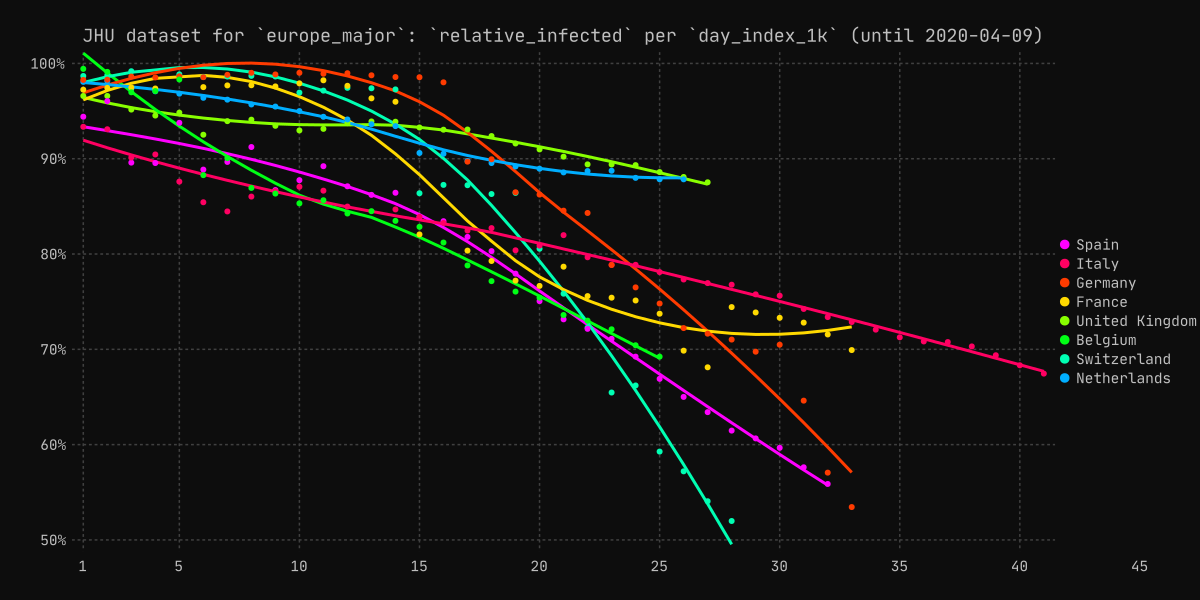 JHU dataset for `europe_major`: `relative_infected` per `day_index_1k` (until 2020-04-09)
100%
90%
80%
70%
60%
50%
Spain
Italy
Germany
France
United Kingdom
Belgium
Switzerland
Netherlands
1 5 10 15 20 25 30 35 40 45